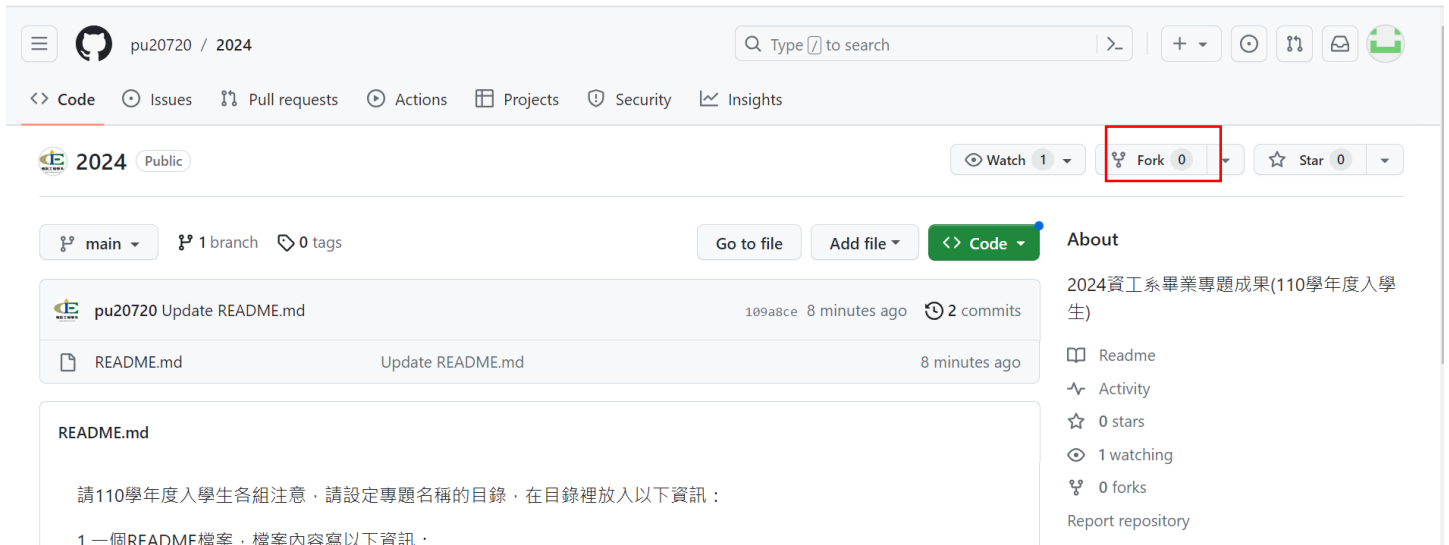 pu20720 / 2024
Type / to search
Code Issues Pull requests Actions Projects Security Insights
2024 Public
Watch 1 Fork 0 Star 0
main 1 branch 0 tags
Go to file Add file Code
pu20720 Update README.md 109a8ce 8 minutes ago 2 commits
README.md Update README.md 8 minutes ago
README.md
請110學年度入學生各組注意，請設定專題名稱的目錄，在目錄裡放入以下資訊：
1.一個README檔案，檔案內容寫以下資訊：
About
2024資工系畢業專題成果(110學年度入學
生)
Readme
Activity
0 stars
1 watching
0 forks
Report repository